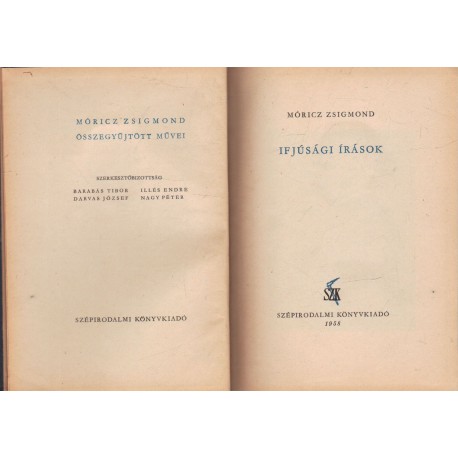 MÓRICZ ZSIGMOND
ÖSSZEGYŰJTÖTT MŰVEI
SZERKESZTŐBIZOTTSÁG
BARABÁS TIBOR ILLÉS ENDRE
DARVAS JÓZSEF NAGY PÉTER
SZÉPIRODALMI KÖNYVKIADÓ
MÓRICZ ZSIGMOND
IFJÚSÁGI ÍRÁSOK
SZK
SZÉPIRODALMI KÖNYVKIADÓ
1958